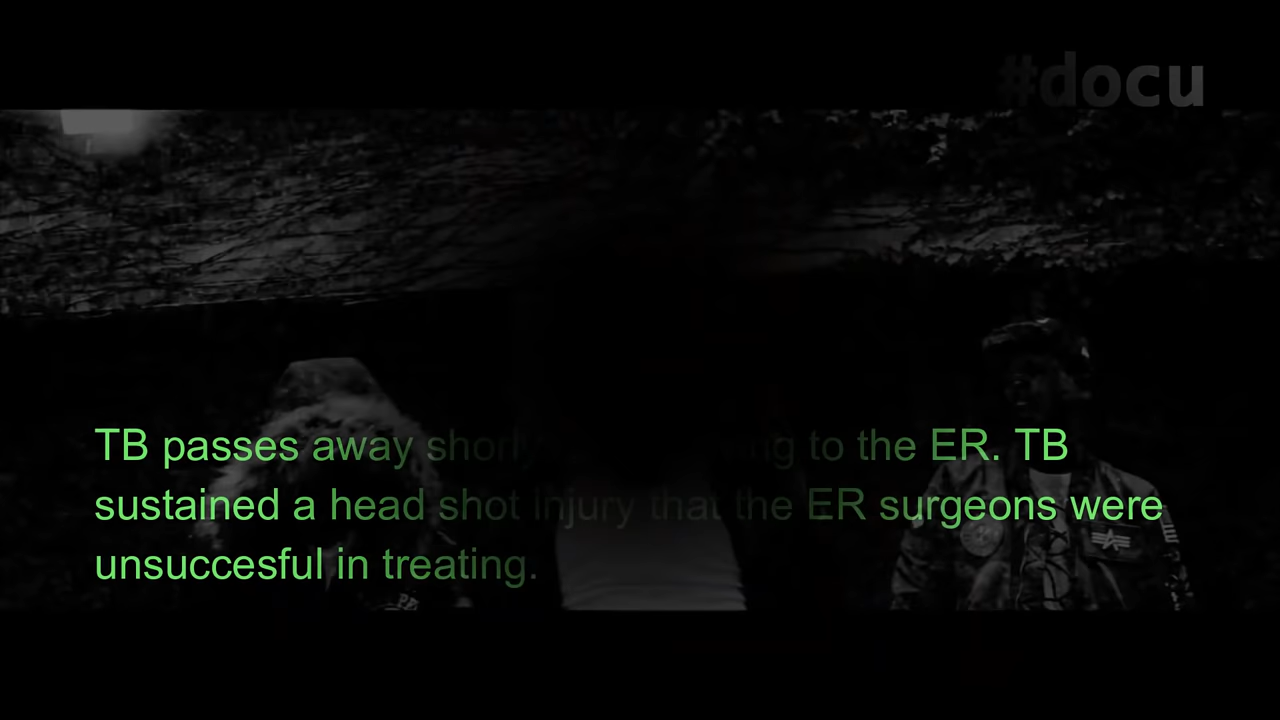 #docu
TB passes away to the ER. TB
sustained a head shot injury that the ER surgeons were
unsuccesful in treating.